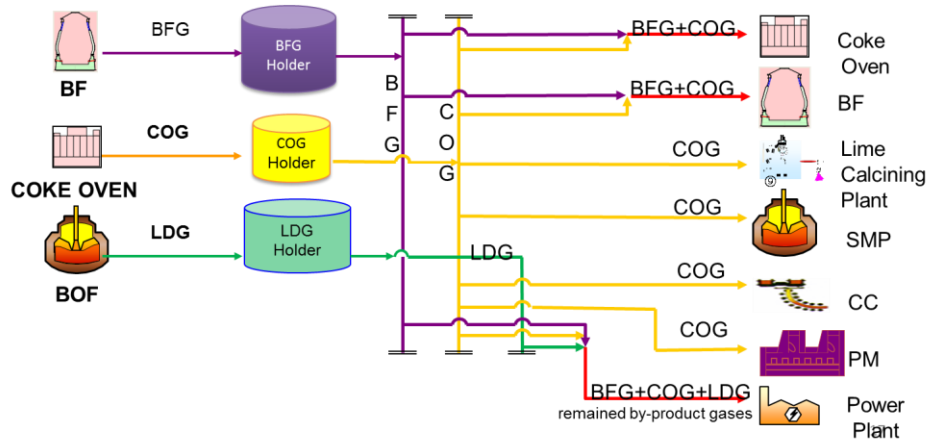 BFG
BF
BFG
Holder
B
F
G
C
O
G
BFG+COG
Coke
Oven
BFG+COG
BF
COG
COKE OVEN
COG
Holder
COG
Lime
Calcining
Plant
9
COG
SMP
LDG
BOF
LDG
Holder
LDG
COG
CC
COG
PM
BFG+COG+LDG
remained by-product gases
Power
Plant